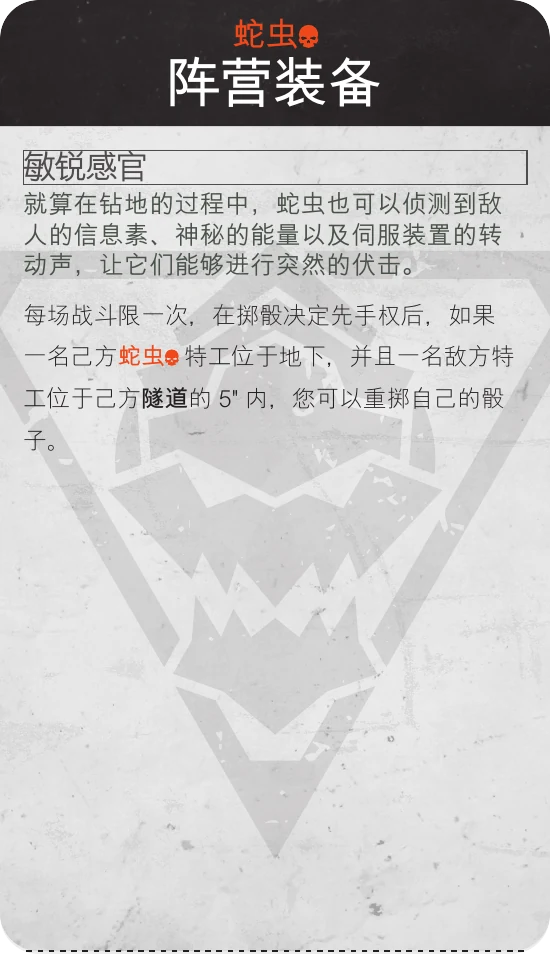 蛇虫
阵营装备
敏锐感官
就算在钻地的过程中，蛇虫也可以侦测到敌
人的信息素、神秘的能量以及伺服装置的转
动声，让它们能够进行突然的伏击。
每场战斗限一次，在掷骰决定先手权后，如果
一名己方蛇虫 特工位于地下，并且一名敌方特
工位于己方隧道的 5" 内，您可以重掷自己的骰
子。